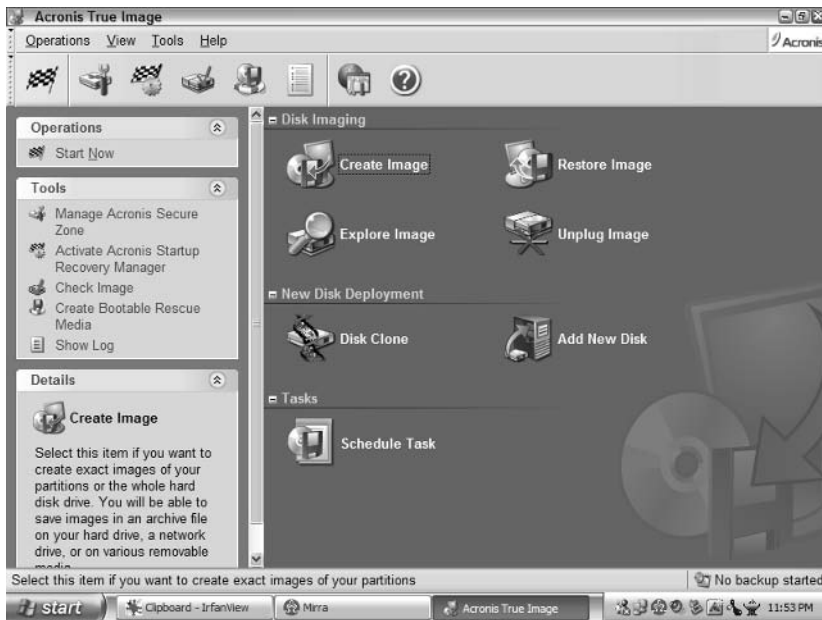 Acronis True Image
Operations View Tools Help
Acronis
Operations
Start Now
Tools
Manage Acronis Secure
Zone
Activate Acronis Startup
Recovery Manager
Check Image
Create Bootable Rescue
Media
Show Log
Details
Create Image
Select this item if you want to
create exact images of your
partitions or the whole hard
disk drive. You will be able to
save images in an archive file
on your hard drive, a network
drive, or on various removable
media.
Disk Imaging
Create Image
Restore Image
Explore Image
Unplug Image
New Disk Deployment
Disk Clone
Add New Disk
Tasks
Schedule Task
Select this item if you want to create exact images of your partitions
No backup started
start
Clipboard - IrfanView
Mirra
Acronis True Image
11:53 PM